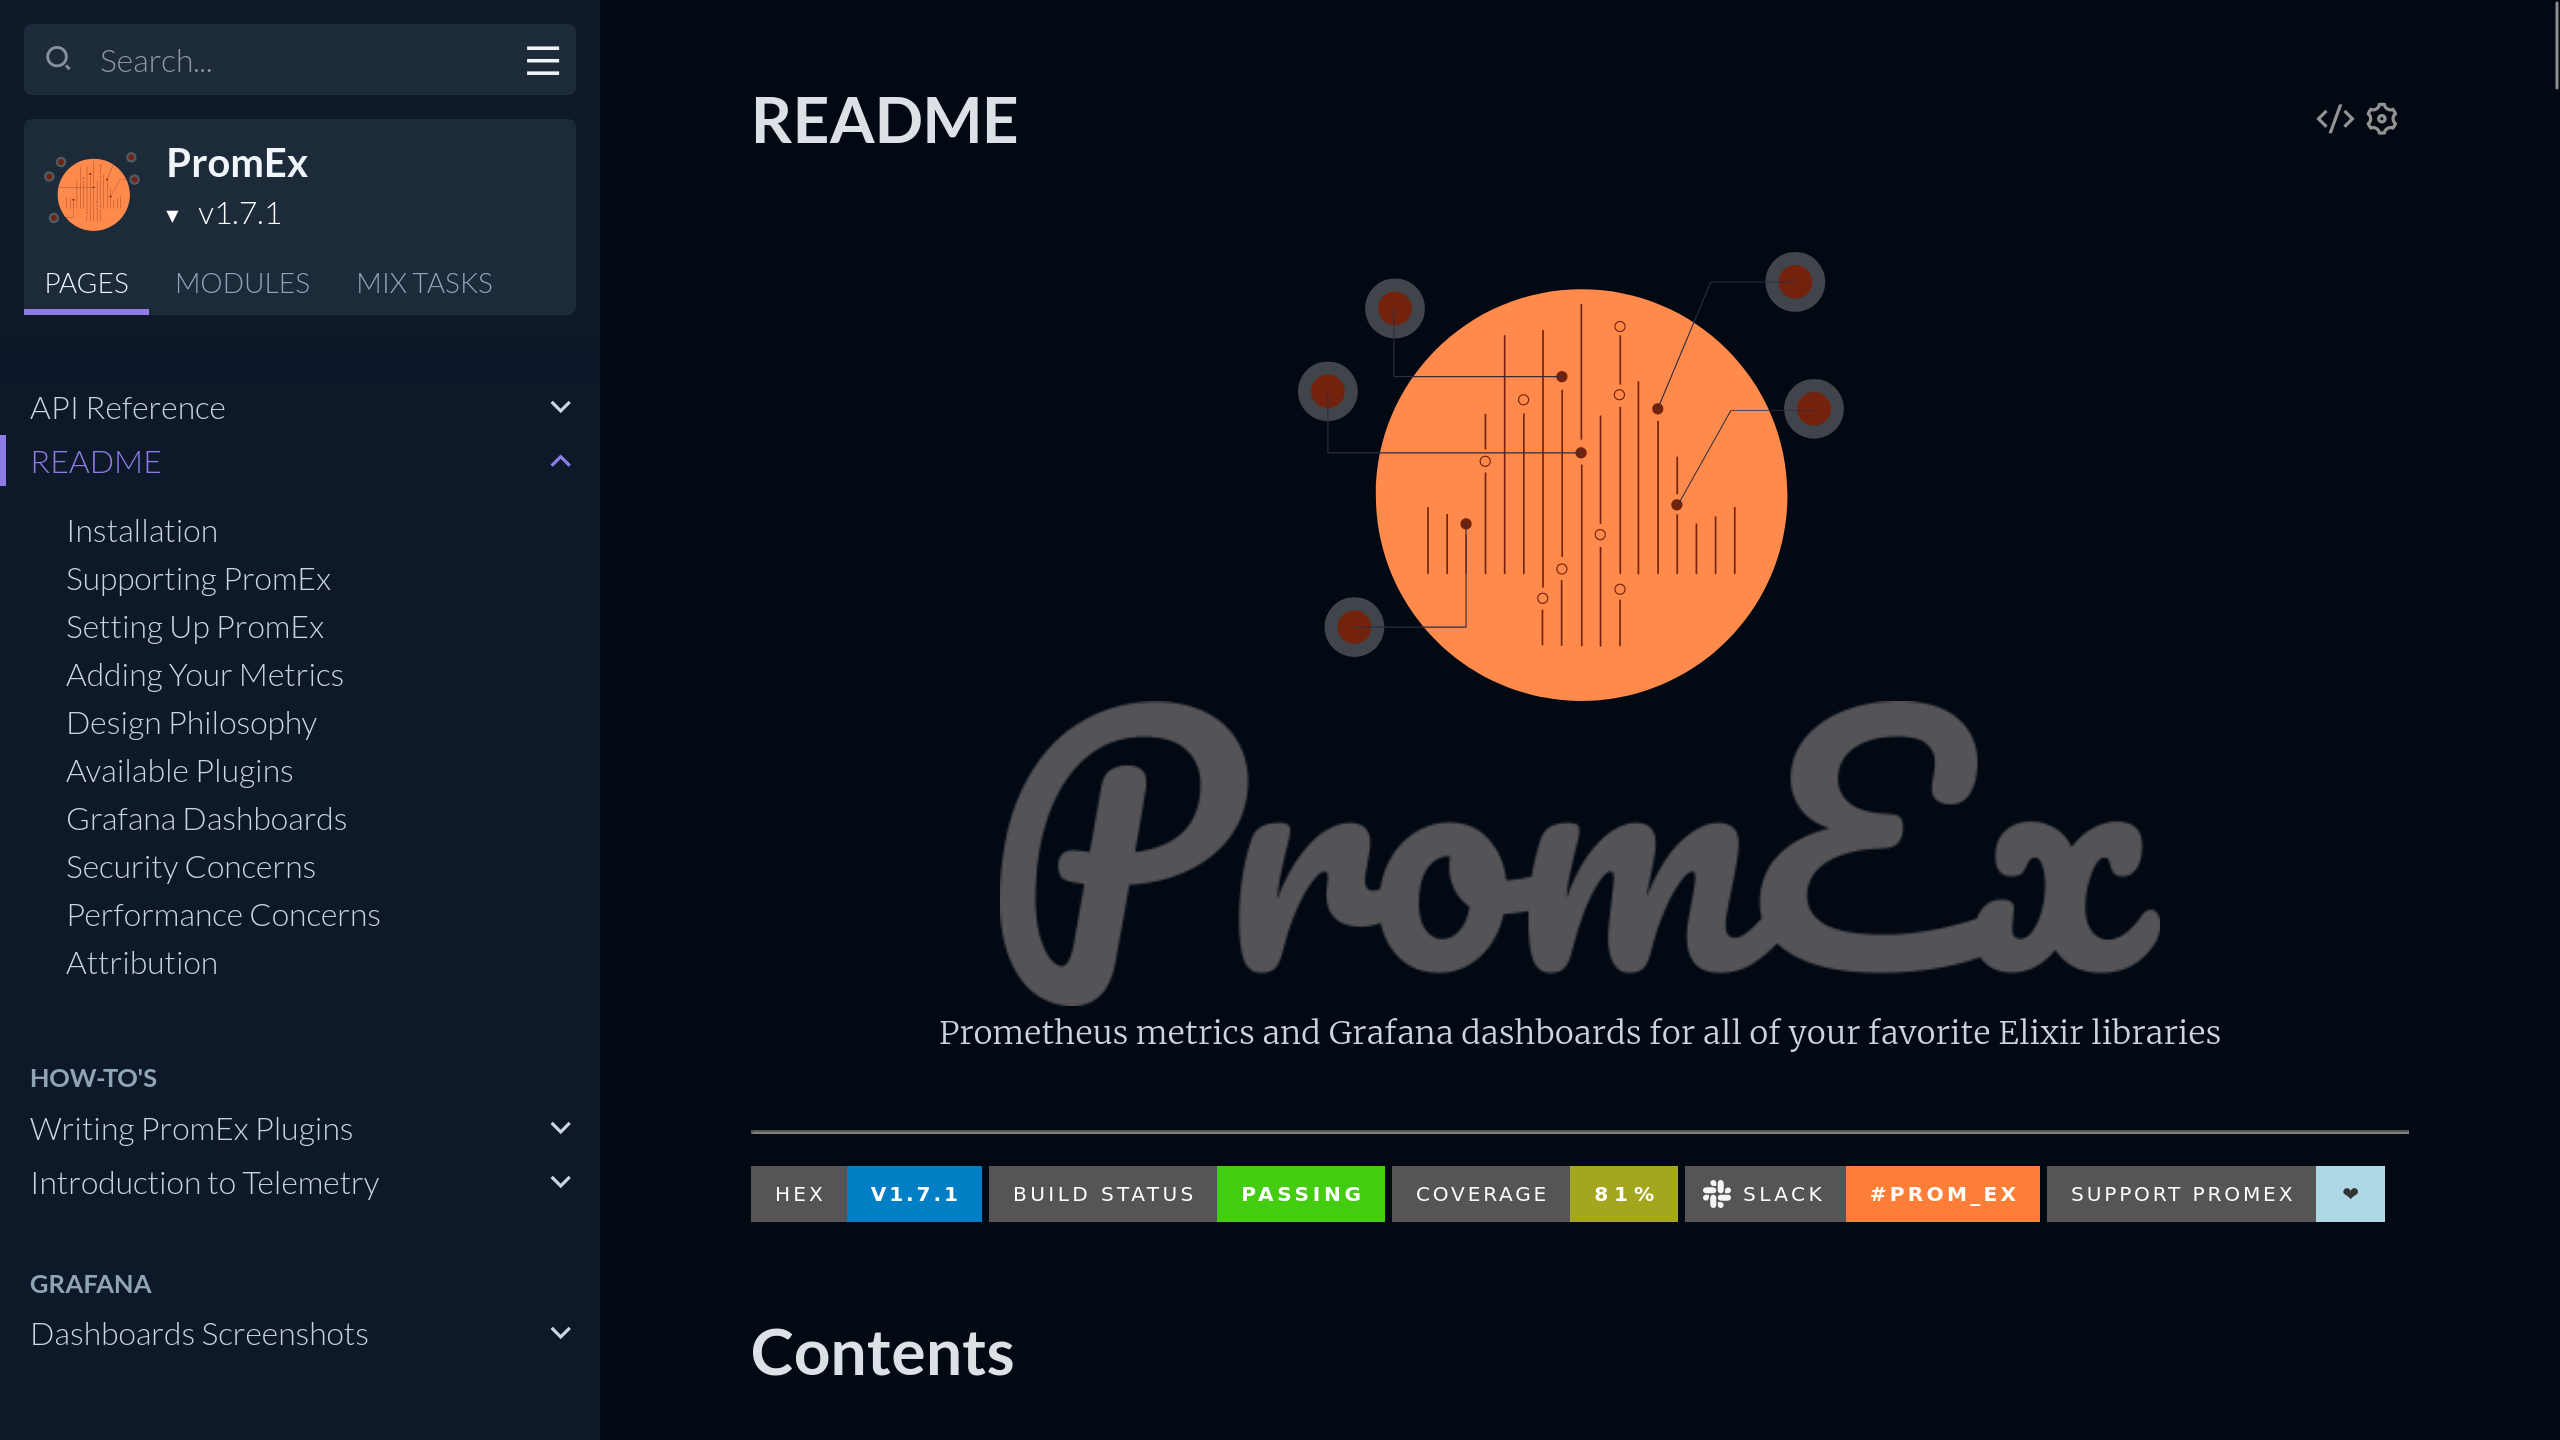 Search...
PromEx
v1.7.1
PAGES MODULES MIX TASKS
API Reference
README
Installation
Supporting PromEx
Setting Up PromEx
Adding Your Metrics
Design Philosophy
Available Plugins
Grafana Dashboards
Security Concerns
Performance Concerns
Attribution
HOW-TO'S
Writing PromEx Plugins
Introduction to Telemetry
GRAFANA
Dashboards Screenshots
README
PromEx
Prometheus metrics and Grafana dashboards for all of your favorite Elixir libraries
HEX V1.7.1 BUILD STATUS PASSING COVERAGE 81% SLACK #PROM_EX SUPPORT PROMEX ❤
Contents